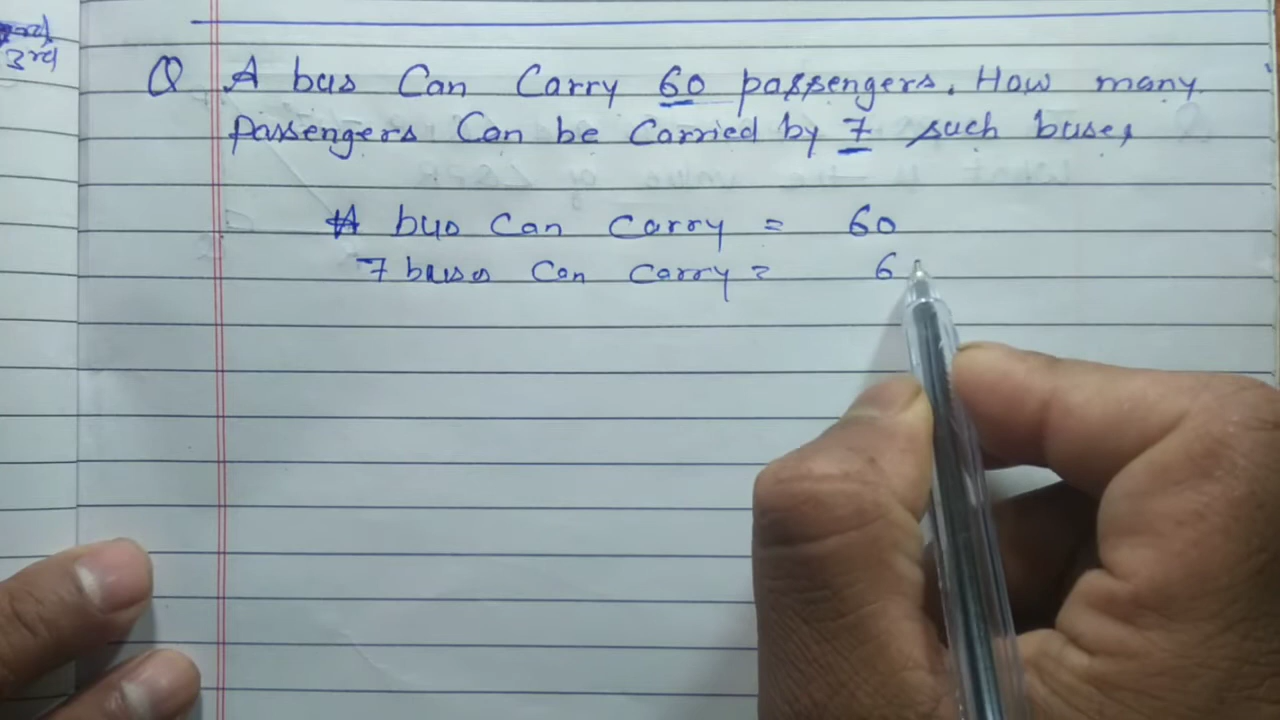 3rd
Q A bus Can Carry 60 passengers. How many
Passengers Can be Carried by 7 such buses
A bus Can Carry = 60
7 buses Can Carry = 6